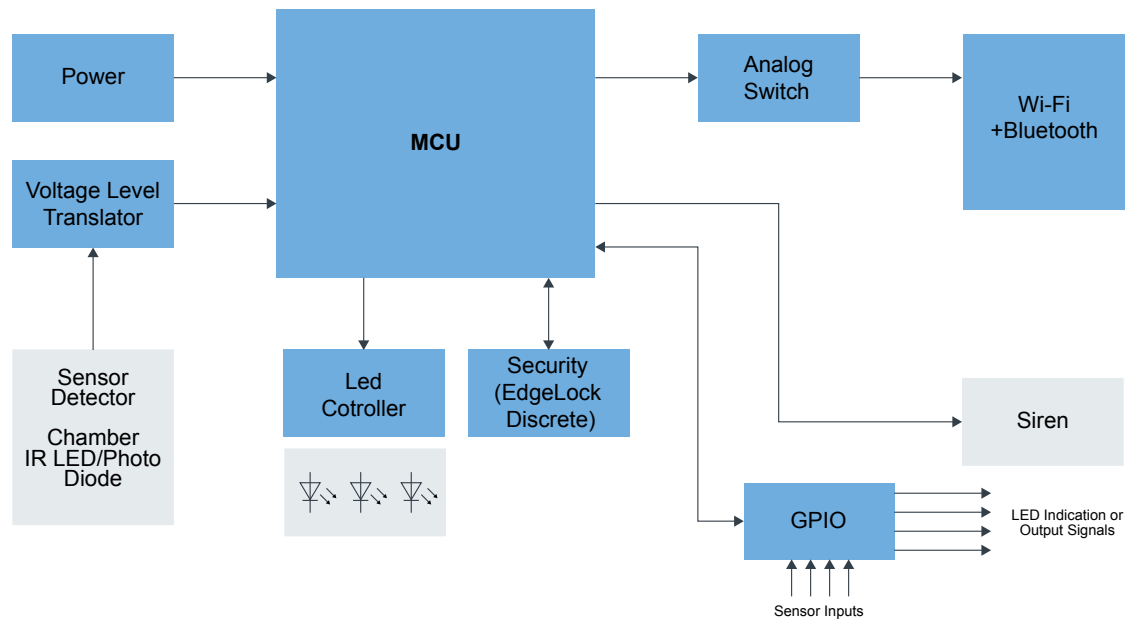 Power
MCU
Analog
Switch
Wi-Fi
+Bluetooth
Voltage Level
Translator
Sensor
Detector
Chamber
IR LED/Photo
Diode
Led
Cotroller
Security
(EdgeLock
Discrete)
Siren
GPIO
LED Indication or
Output Signals
Sensor Inputs